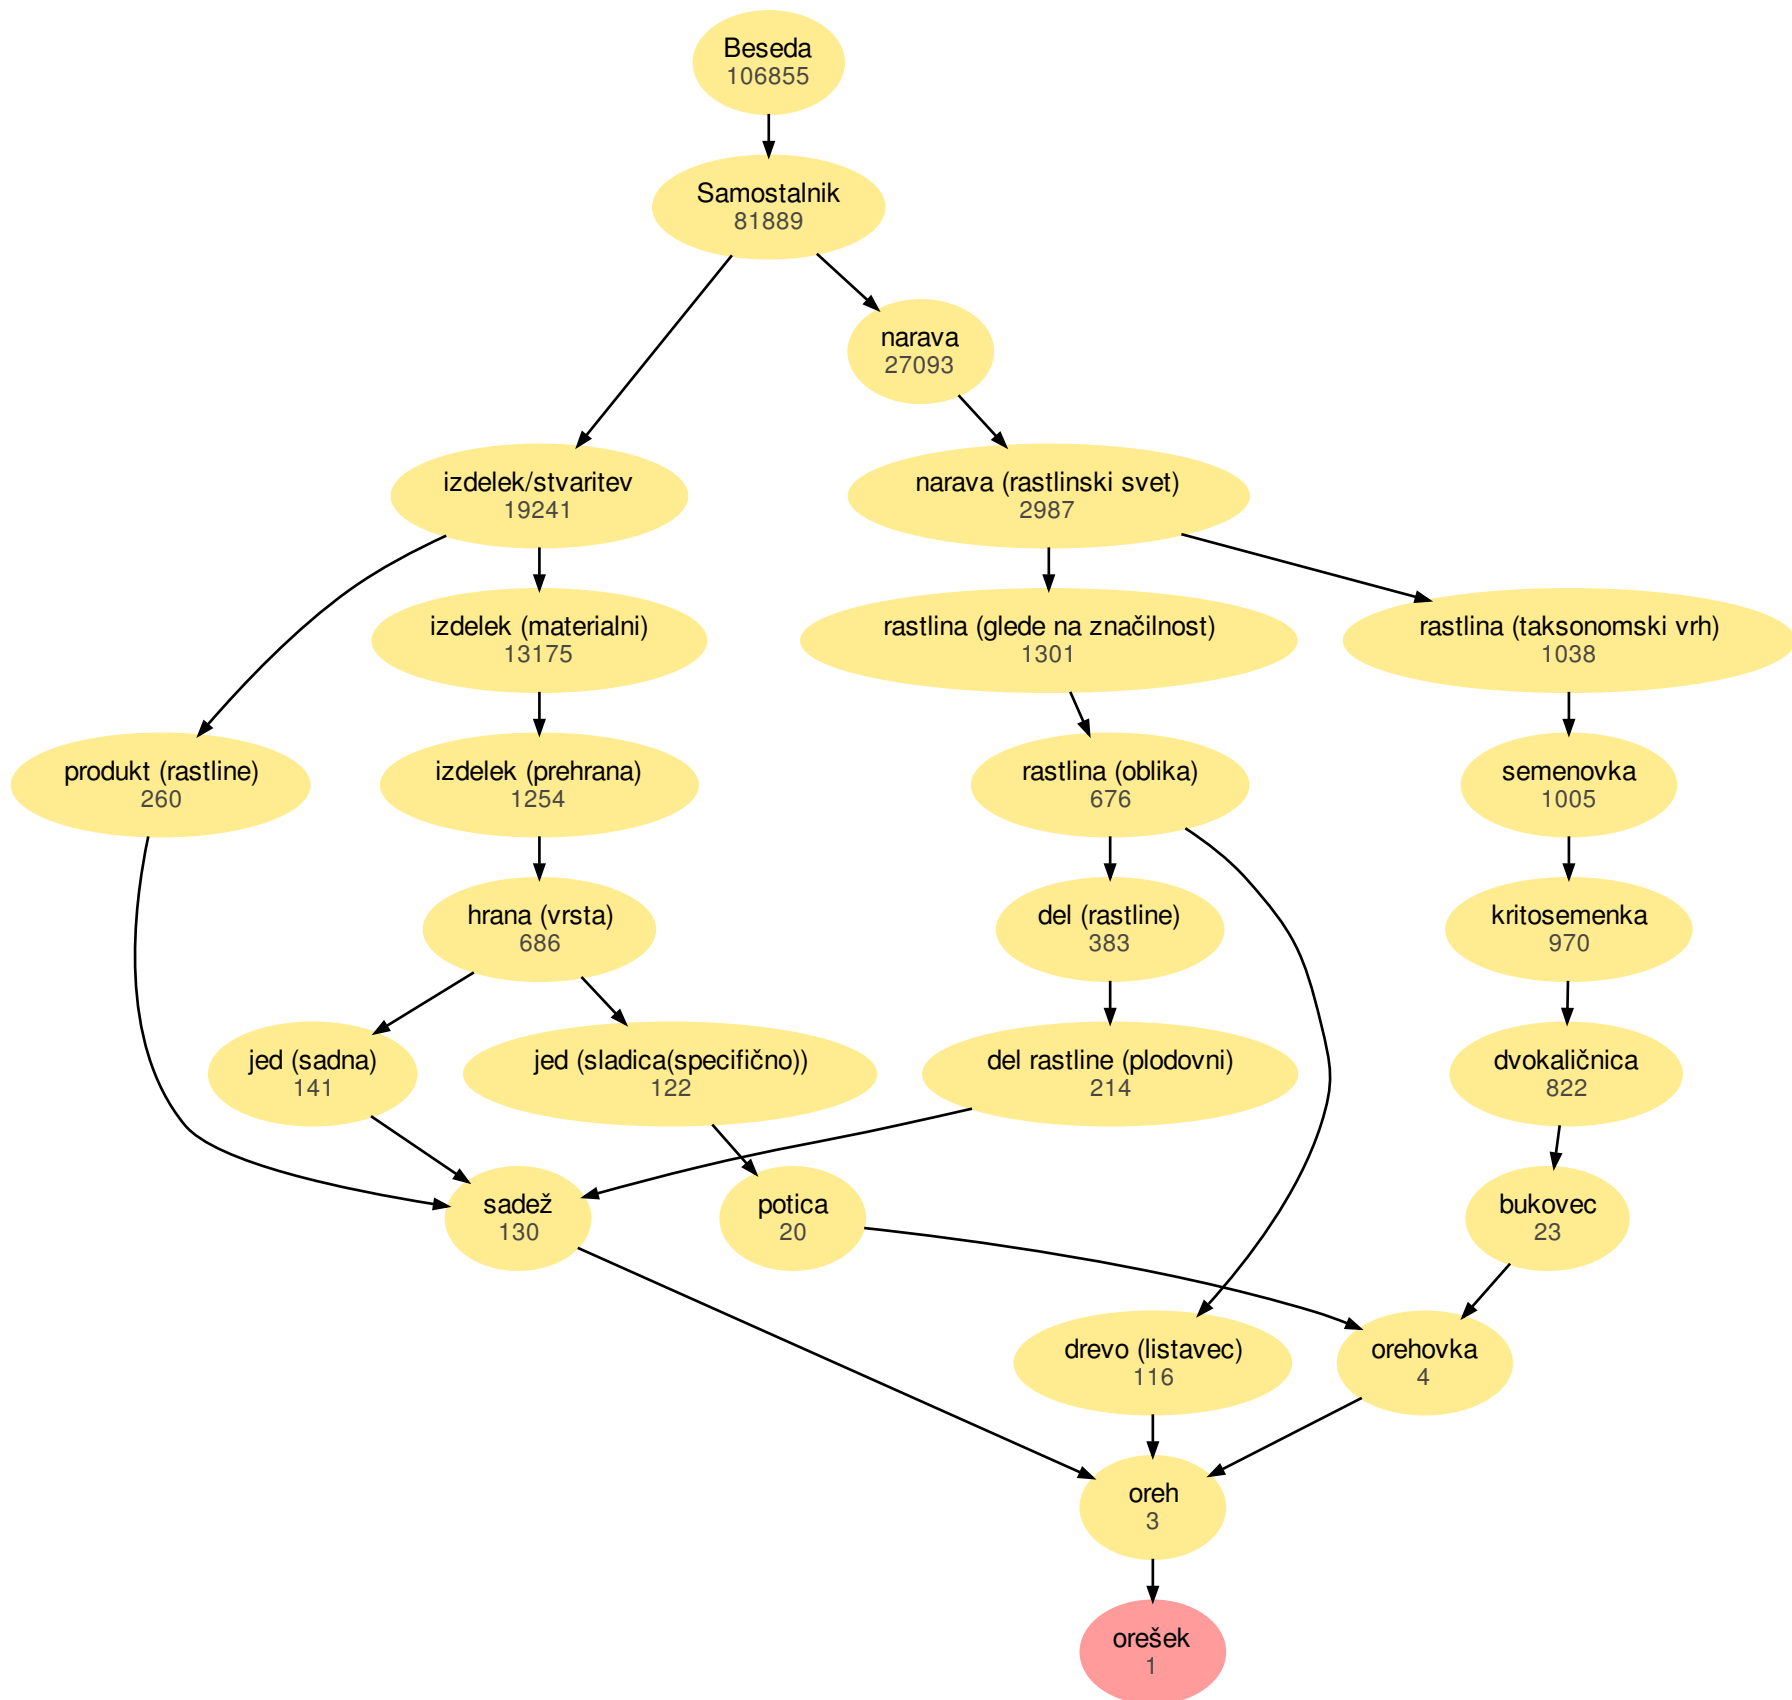 Beseda
106855
Samostalnik
81889
narava
27093
izdelek/stvaritev
19241
narava (rastlinski svet)
2987
izdelek (materialni)
13175
rastlina (glede na značilnost)
1301
rastlina (taksonomski vrh)
1038
produkt (rastline)
260
izdelek (prehrana)
1254
rastlina (oblika)
676
semenovka
1005
hrana (vrsta)
686
del (rastline)
383
kritosemenka
970
jed (sadna)
141
jed (sladica(specifično))
122
del rastline (plodovni)
214
dvokaličnica
822
sadež
130
potica
20
bukovec
23
drevo (listavec)
116
orehovka
4
oreh
3
orešek
1